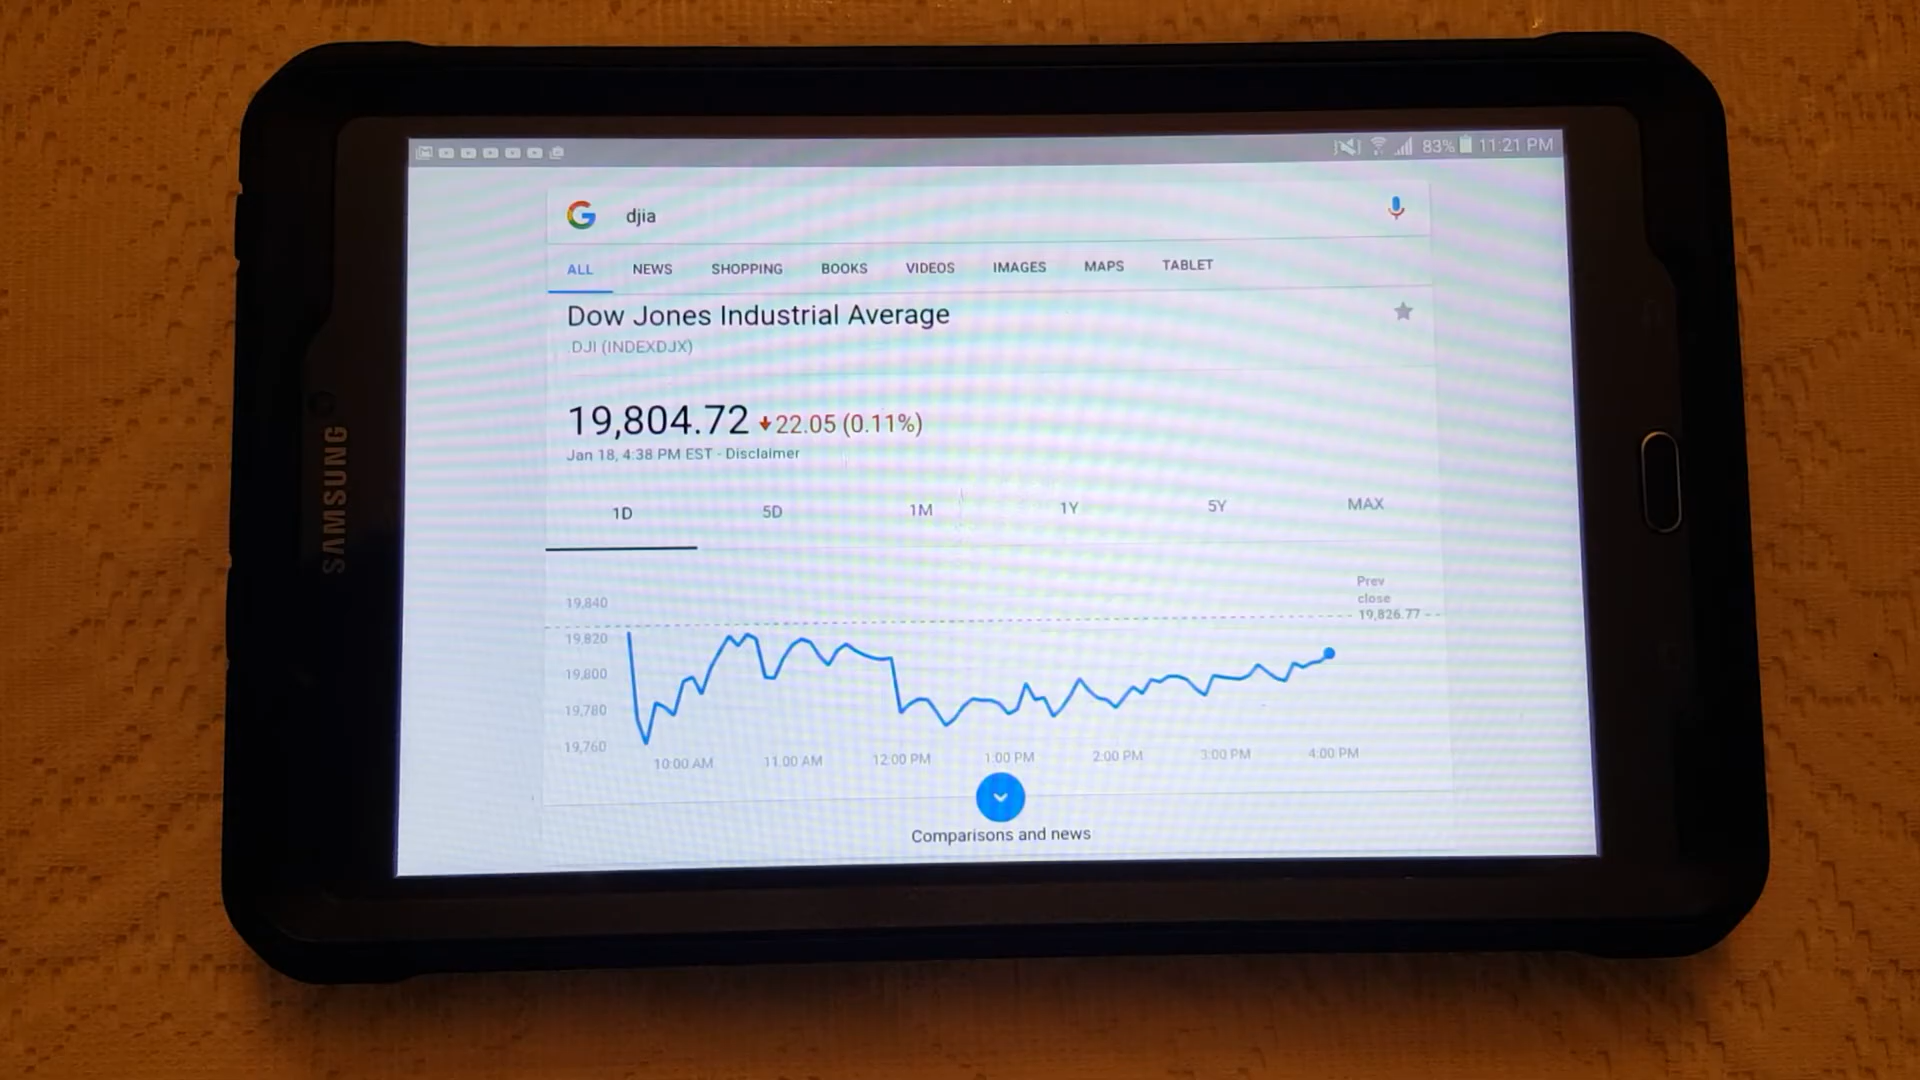 83% 11:21 PM
G djia
ALL NEWS SHOPPING BOOKS VIDEOS IMAGES MAPS TABLET
Dow Jones Industrial Average
.DJI (INDEXDJX)
19,804.72 22.05 (0.11%)
Jan 18, 4:38 PM EST - Disclaimer
1D 5D 1M 1Y 5Y MAX
Prev
close
19,826.77
19,840
19,820
19,800
19,780
19,760
10:00 AM 11:00 AM 12:00 PM 1:00 PM 2:00 PM 3:00 PM 4:00 PM
Comparisons and news
SAMSUNG